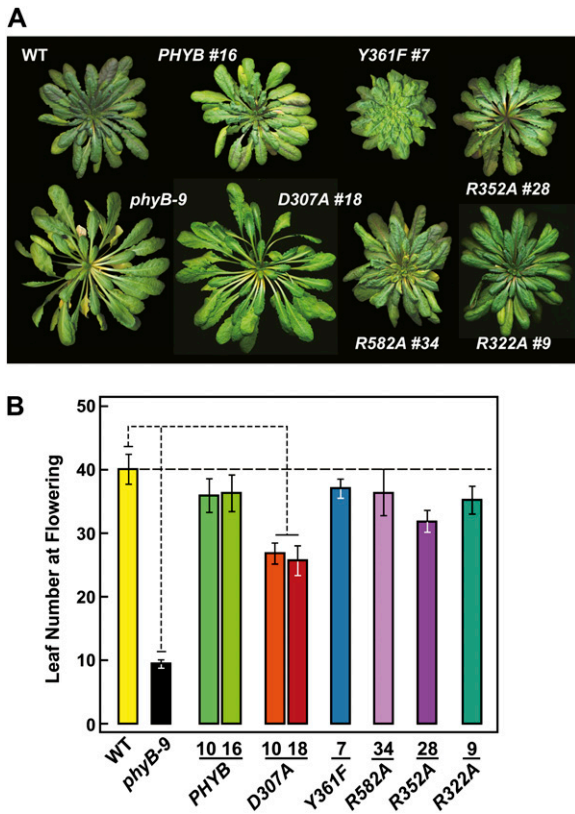 A
WT
PHYB #16
Y361F #7
R352A #28
phyB-9
D307A #18
R582A #34
R322A #9
B
Leaf Number at Flowering
50
40
30
20
10
0
WT
phyB-9
10 16
PHYB
10 18
D307A
7
Y361F
34
R582A
28
R352A
9
R322A